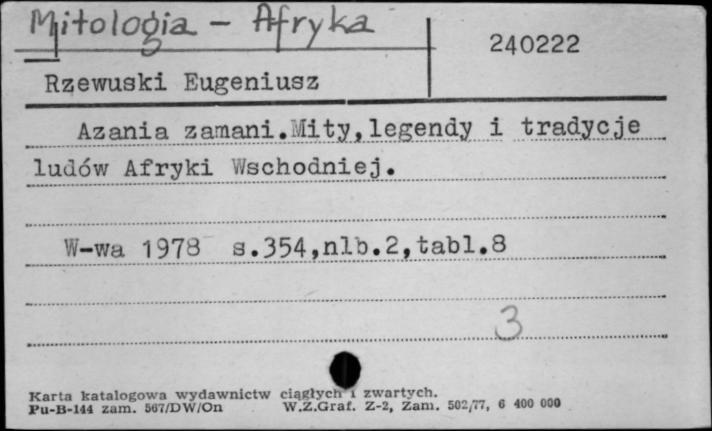 Mitologia - Afryka
240222
Rzewuski Eugeniusz
Azania zamani.Mity,legendy i tradycje
ludów Afryki Wschodniej.
W-wa 1978 s.354,nlb.2,tabl.8
3
Karta katalogowa wydawnictw ciągłych i zwartych.
Pu-B-144 zam. 567/DW/On W.Z.Graf. Z-2, Zam. 502/77, 6 400 000